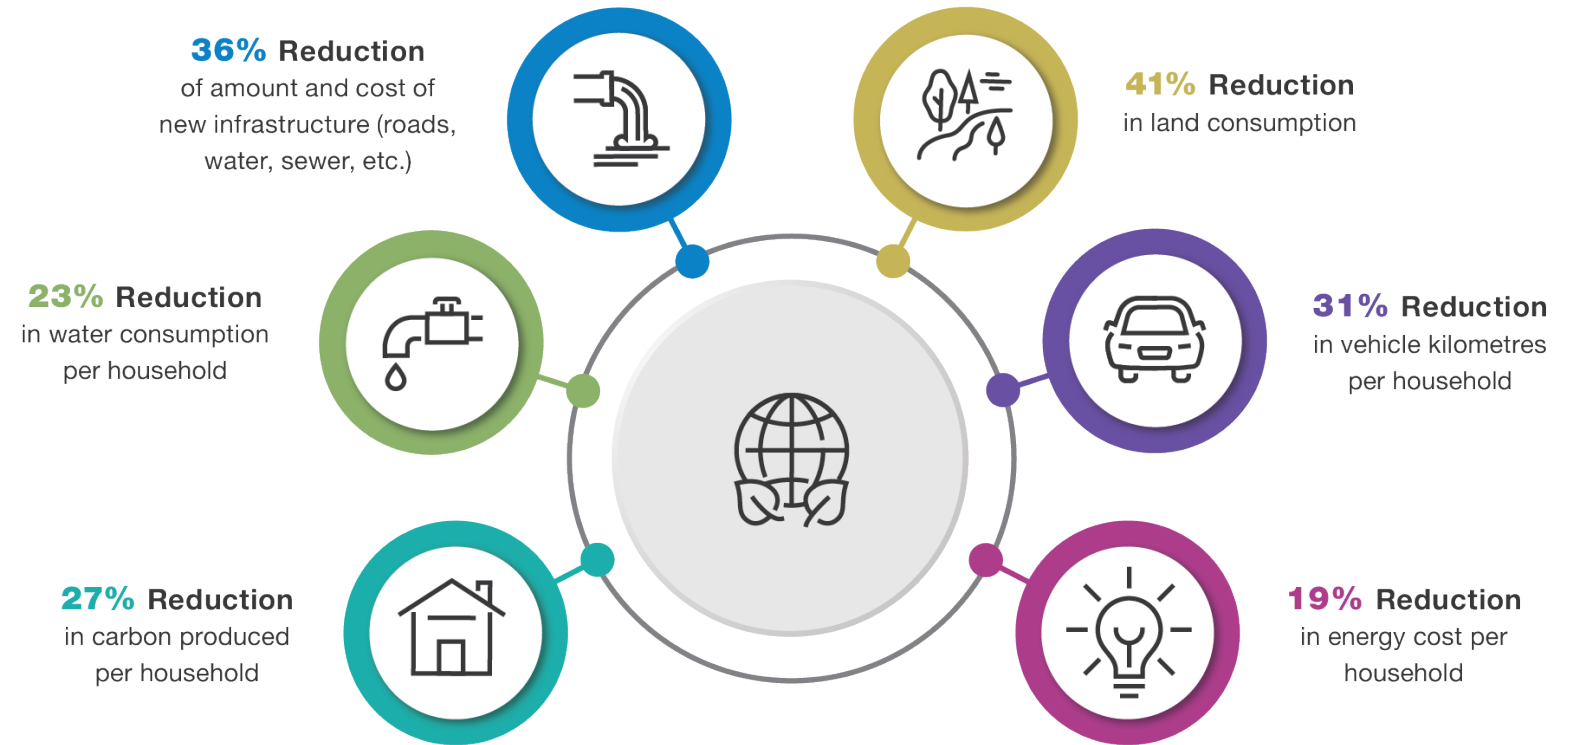 36% Reduction
of amount and cost of
new infrastructure (roads,
water, sewer, etc.)
41% Reduction
in land consumption
23% Reduction
in water consumption
per household
31% Reduction
in vehicle kilometres
per household
27% Reduction
in carbon produced
per household
19% Reduction
in energy cost per
household